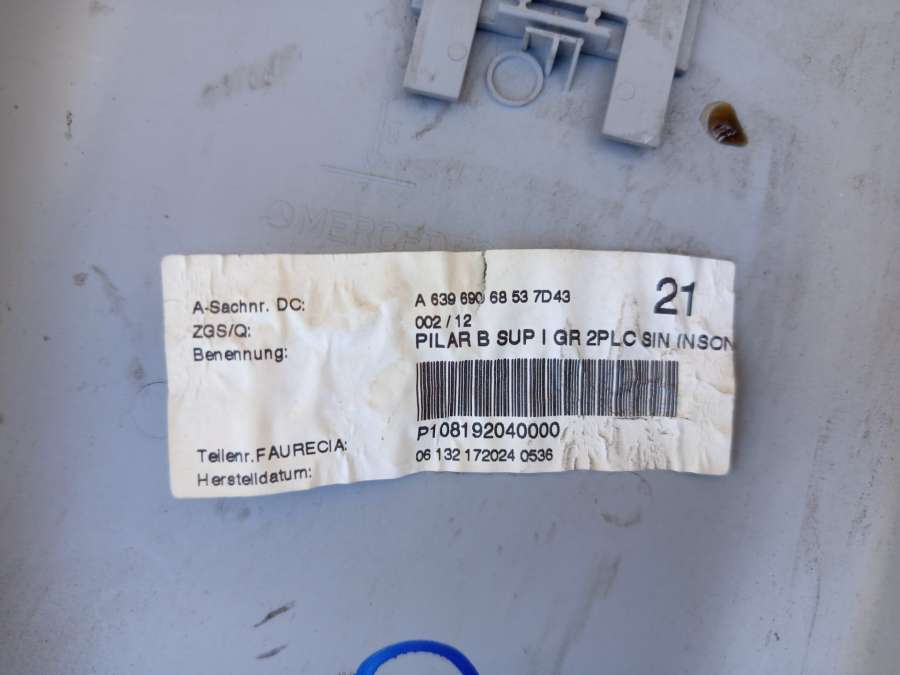 MERCED
A-Sachnr. DC: A 639 690 68 53 7D43 21
ZGS/Q: 002 / 12
Benennung: PILAR B SUP I GR 2PLC SIN INSON
P108192040000
Teilenr.FAURECIA: 06 132 172024 0536
Herstelldatum: